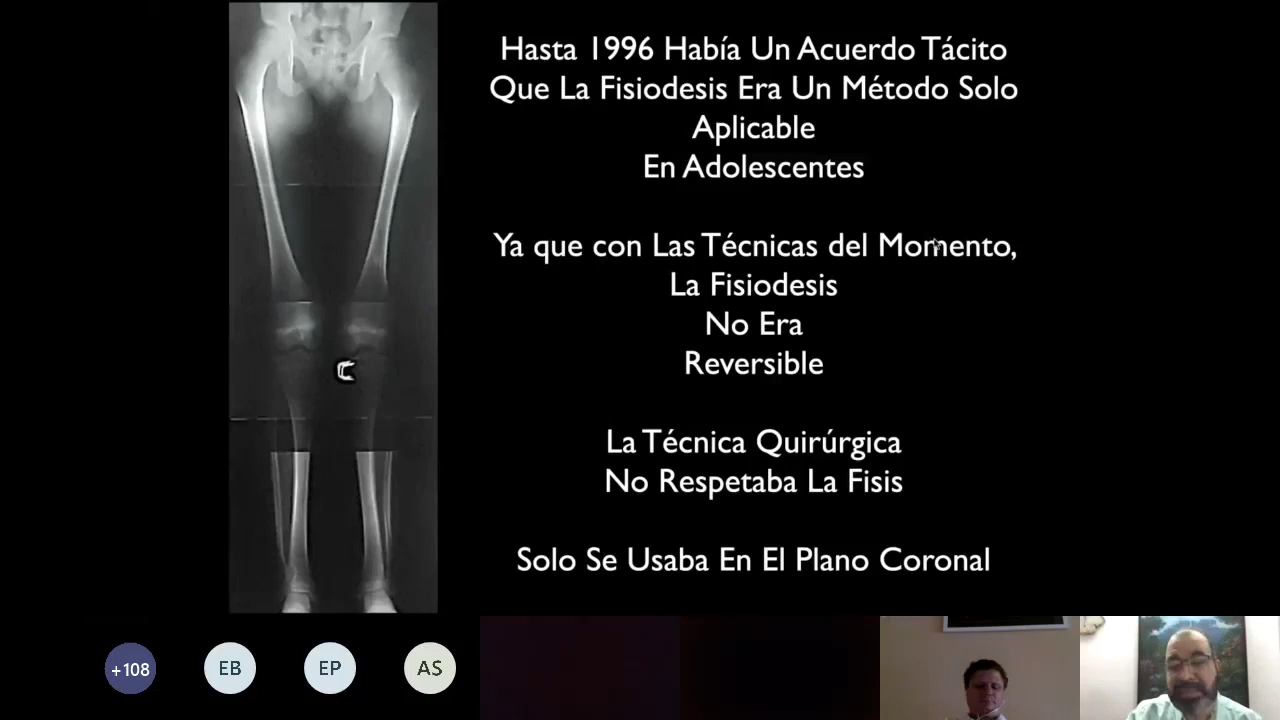 Hasta 1996 Había Un Acuerdo Tácito
Que La Fisiodesis Era Un Método Solo
Aplicable
En Adolescentes
Ya que con Las Técnicas del Momento,
La Fisiodesis
No Era
Reversible
La Técnica Quirúrgica
No Respetaba La Fisis
Solo Se Usaba En El Plano Coronal
+108
EB
EP
AS